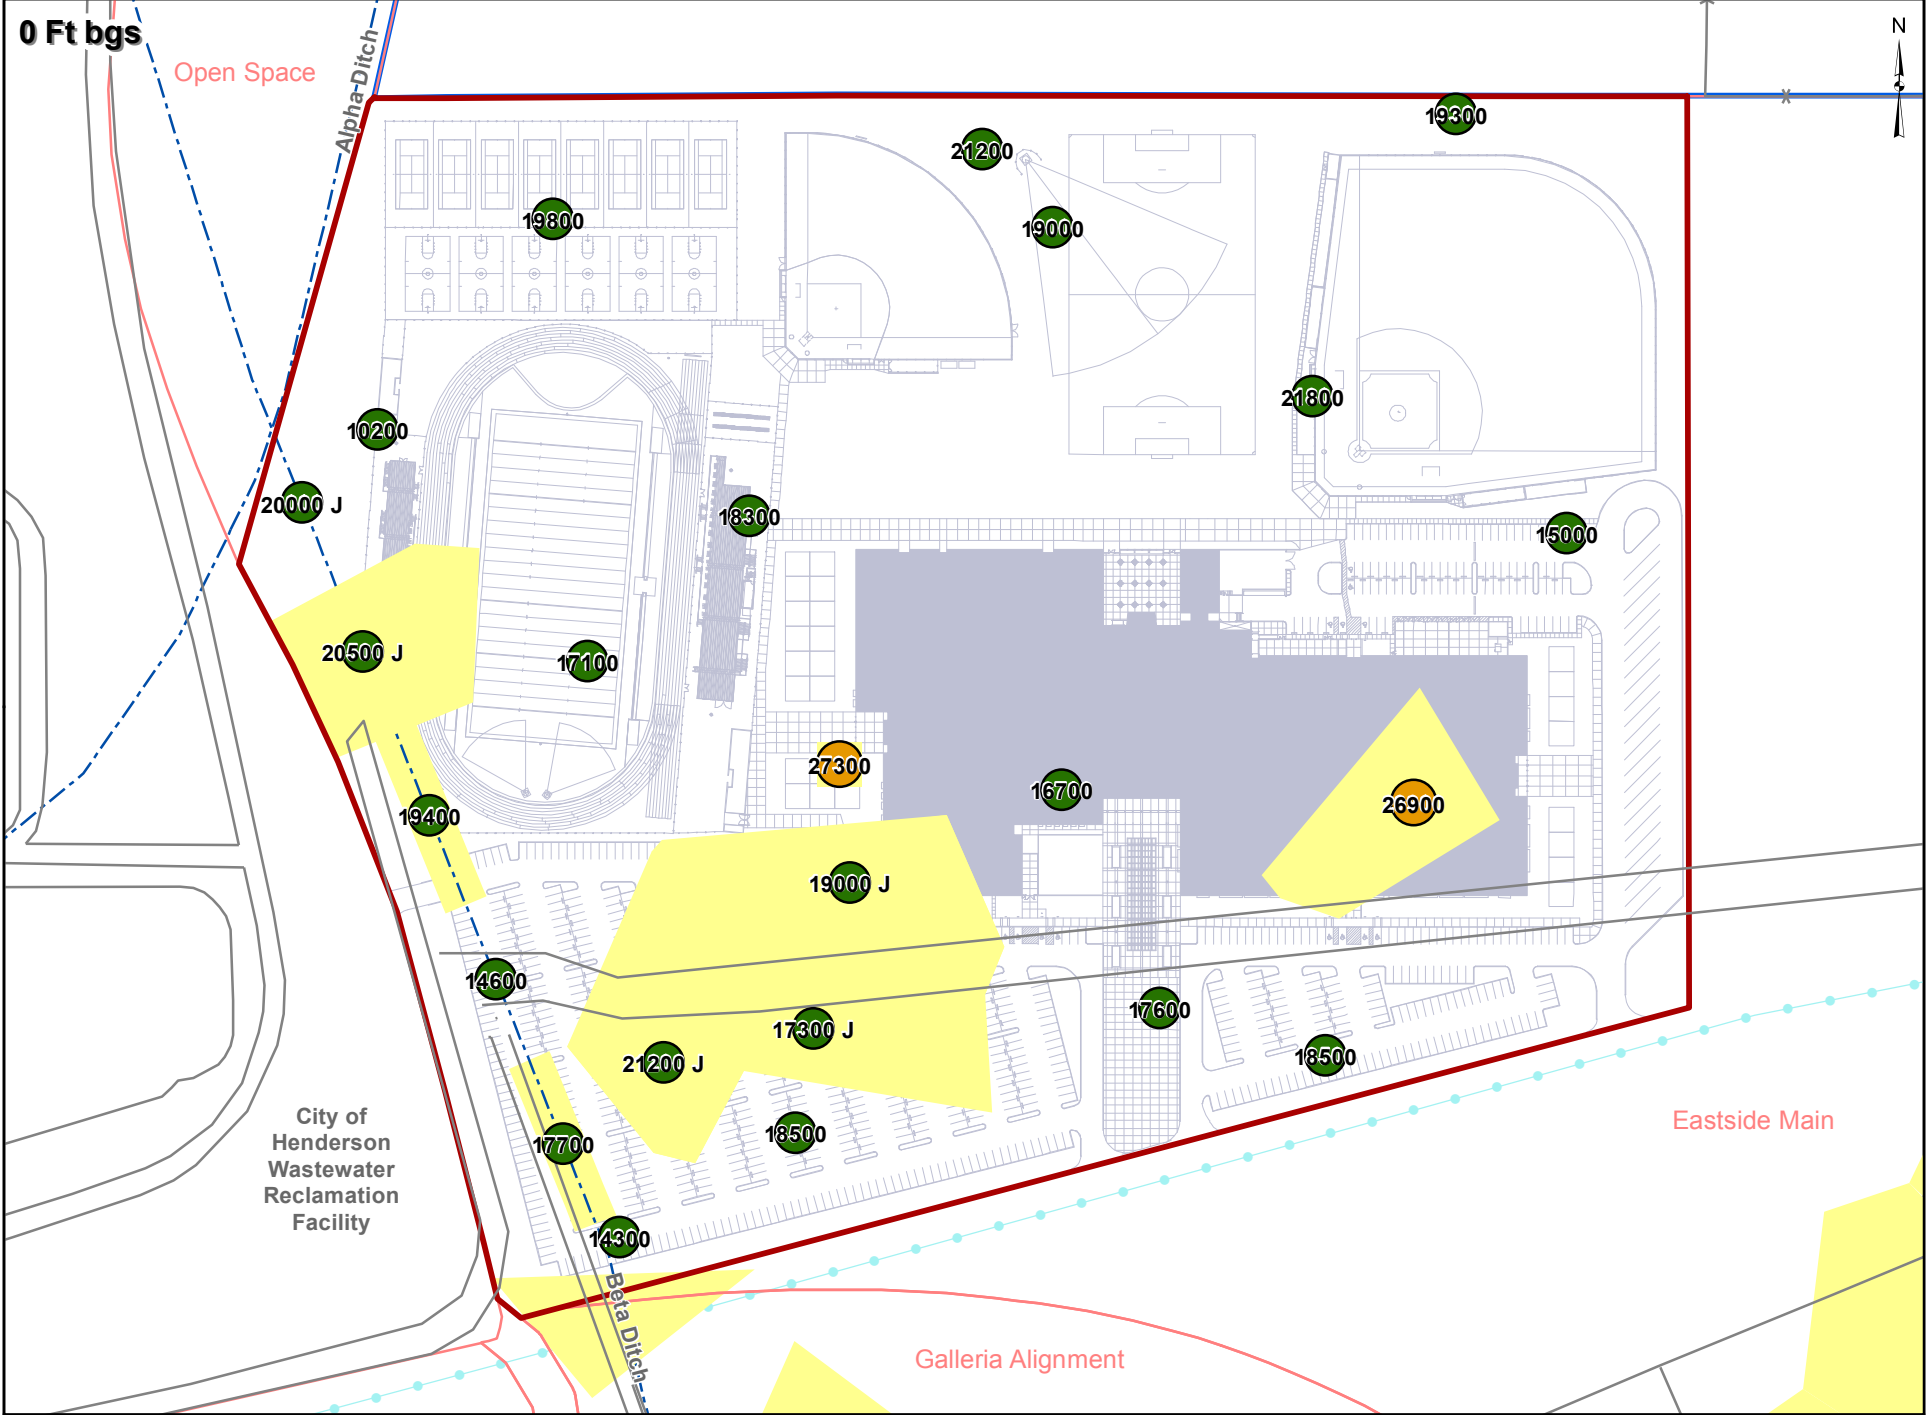 0 Ft bgs
N
Open Space
Alpha Ditch
19300
21200
19800
19000
21800
10200
20000 J
18300
15000
20500 J
17100
27300
16700
26900
19400
19000 J
14600
17600
17300 J
18500
21200 J
City of
Henderson
Wastewater
Reclamation
Facility
17700
18500
Eastside Main
14300
Beta Ditch
Galleria Alignment